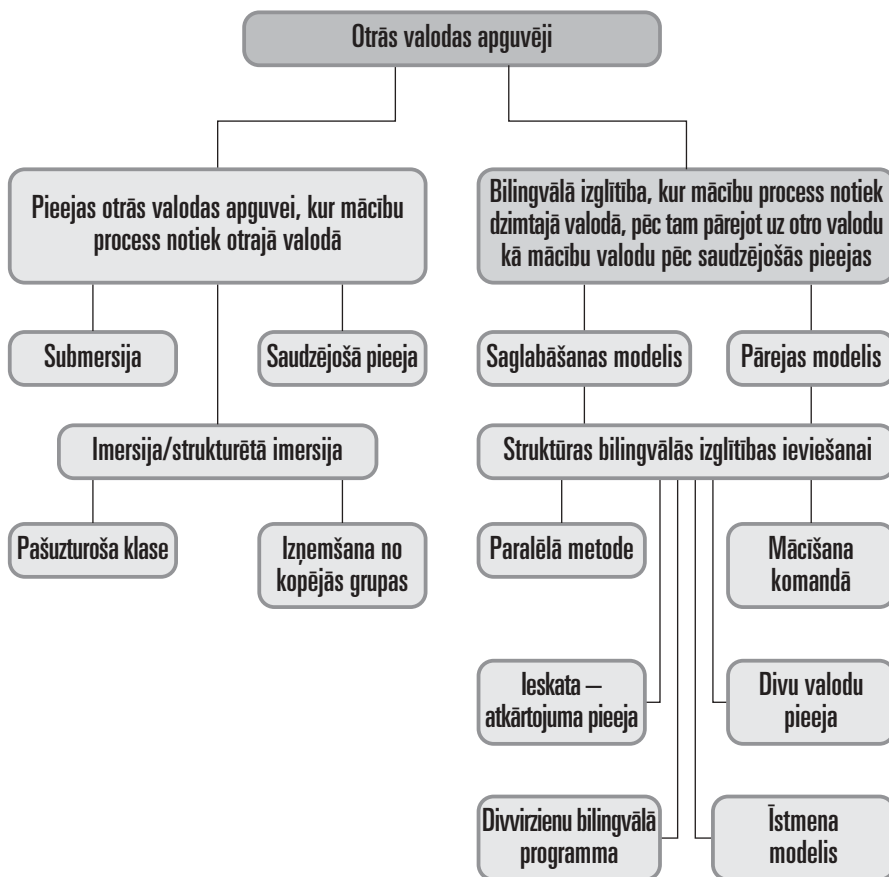 Otrās valodas apguvēji
Pieejas otrās valodas apguvei, kur mācību
process notiek otrajā valodā
Bilingvālā izglītība, kur mācību process notiek
dzimtajā valodā, pēc tam pārejot uz otro valodu
kā mācību valodu pēc saudzējošās pieejas
Submersija
Saudzējošā pieeja
Saglabāšanas modelis
Pārejas modelis
Imersija/strukturētā imersija
Struktūras bilingvālās izglītības ieviešanai
Pašuzturoša klase
Izņemšana no
kopējās grupas
Paralēlā metode
Mācīšana
komandā
Ieskata –
atkārtojuma pieeja
Divu valodu
pieeja
Divvirzienu bilingvālā
programma
Īstmena
modelis